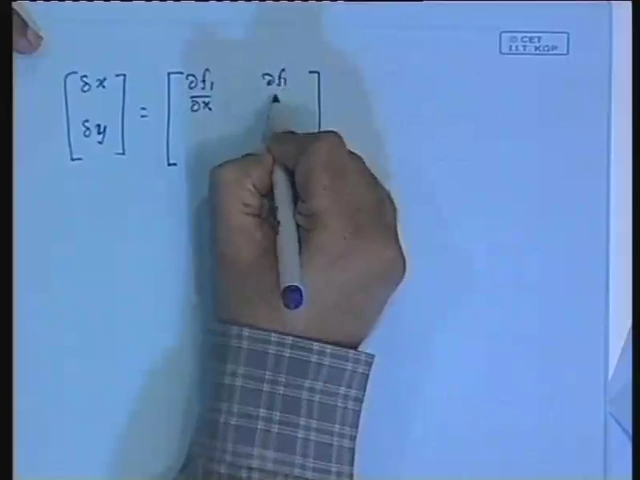 © CET
I.I.T. KGP
[δx δy] = [∂f₁/∂x ∂f₁]